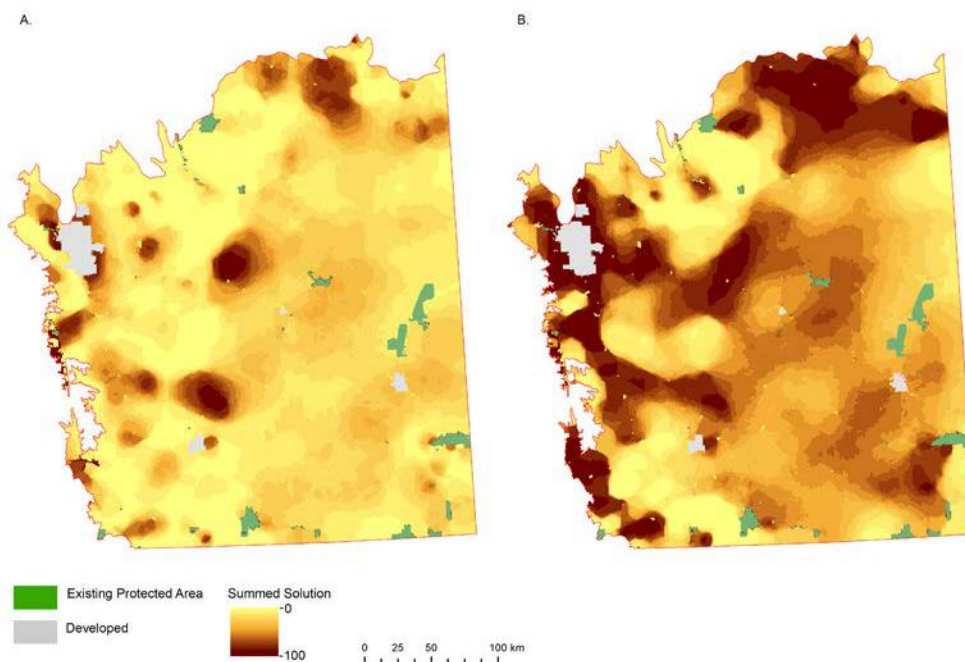 A. B.
Existing Protected Area
Developed
Summed Solution
0
100
0 25 50 100 km